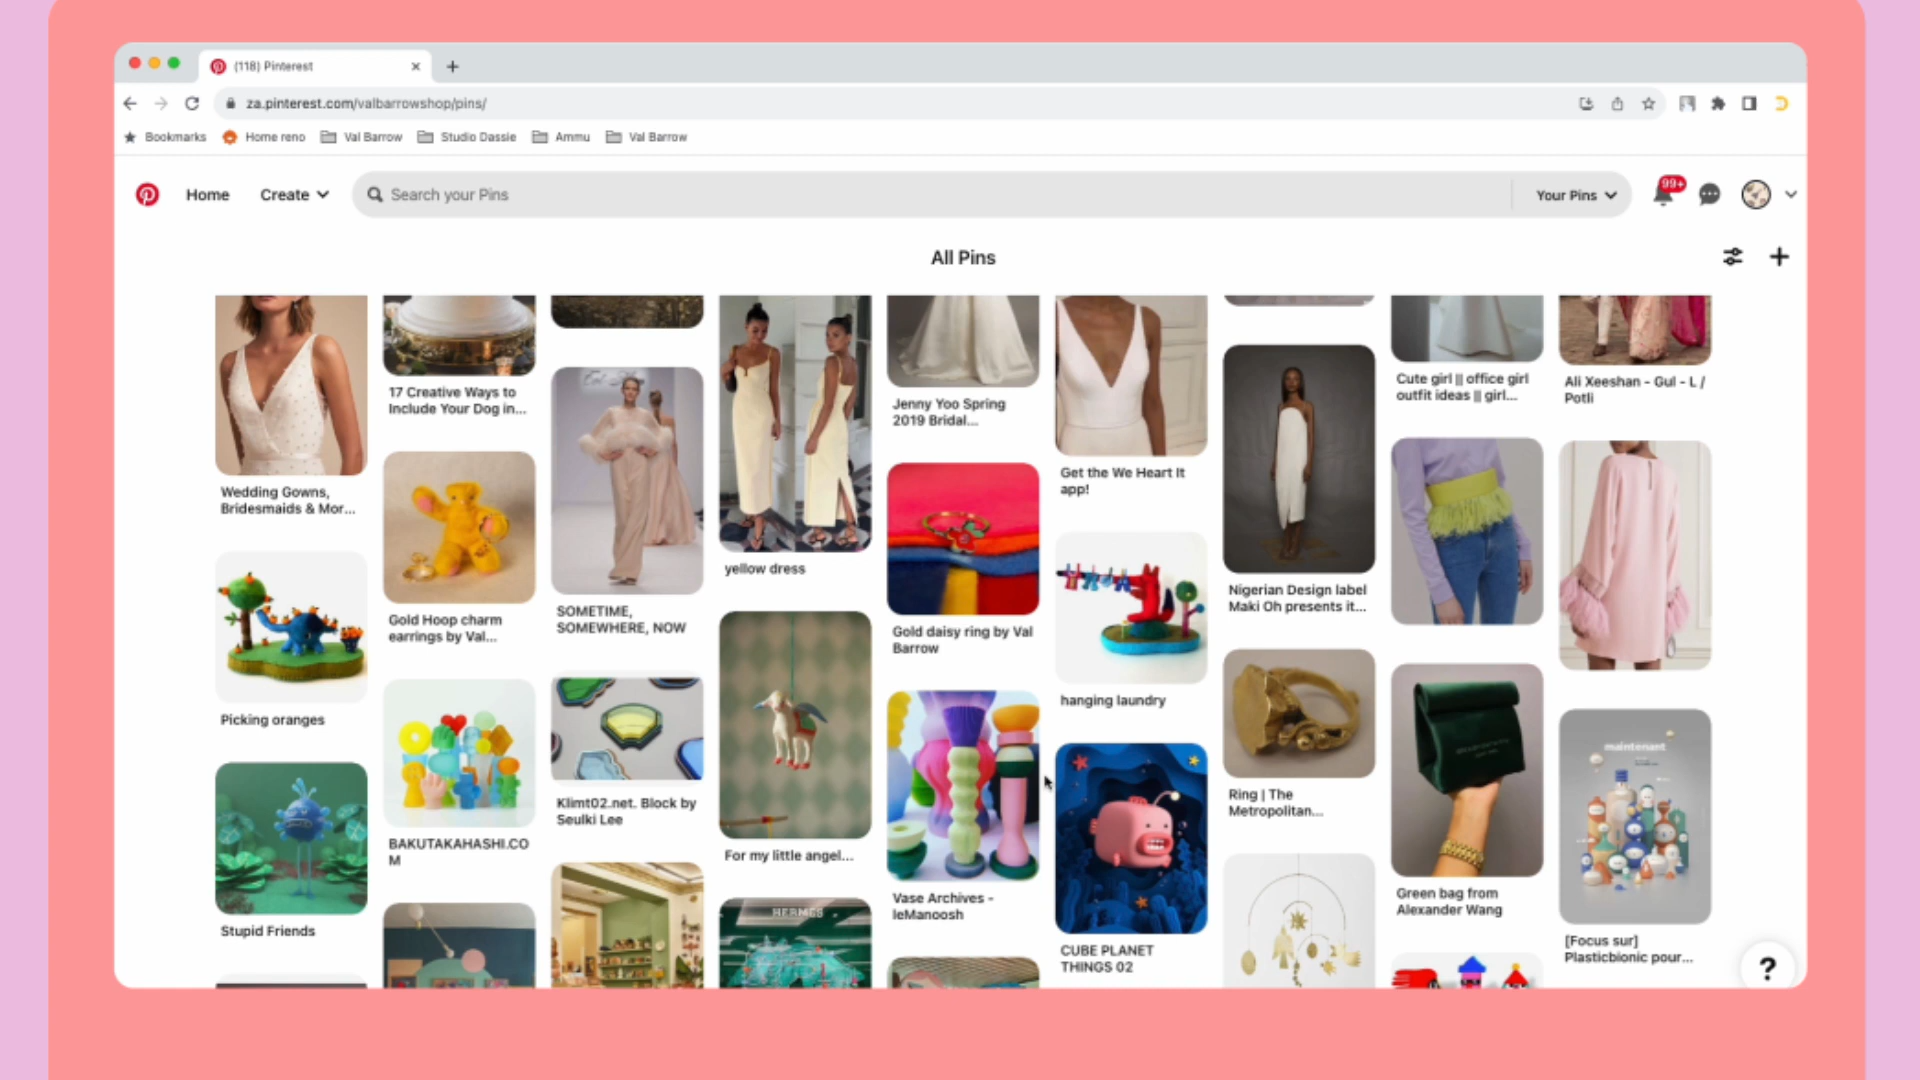 (118) Pinterest
za.pinterest.com/valbarrowshop/pins/
Bookmarks
Home reno
Val Barrow
Studio Dassie
Ammu
Val Barrow
Home
Create
Search your Pins
Your Pins
99+
All Pins
Wedding Gowns,
Bridesmaids & Mor...
Picking oranges
Stupid Friends
17 Creative Ways to
Include Your Dog in...
Gold Hoop charm
earrings by Val...
BAKUTAKAHASHI.CO
M
SOMETIME,
SOMEWHERE, NOW
Klimt02.net. Block by
Seulki Lee
yellow dress
For my little angel...
HERMES
Jenny Yoo Spring
2019 Bridal...
Gold daisy ring by Val
Barrow
Vase Archives -
leManoosh
Get the We Heart It
app!
hanging laundry
CUBE PLANET
THINGS 02
Nigerian Design label
Maki Oh presents it...
Ring | The
Metropolitan...
Cute girl || office girl
outfit ideas || girl...
Green bag from
Alexander Wang
Ali Xeeshan - Gul - L /
Potli
maintenant
[Focus sur]
Plasticbionic pour...
?